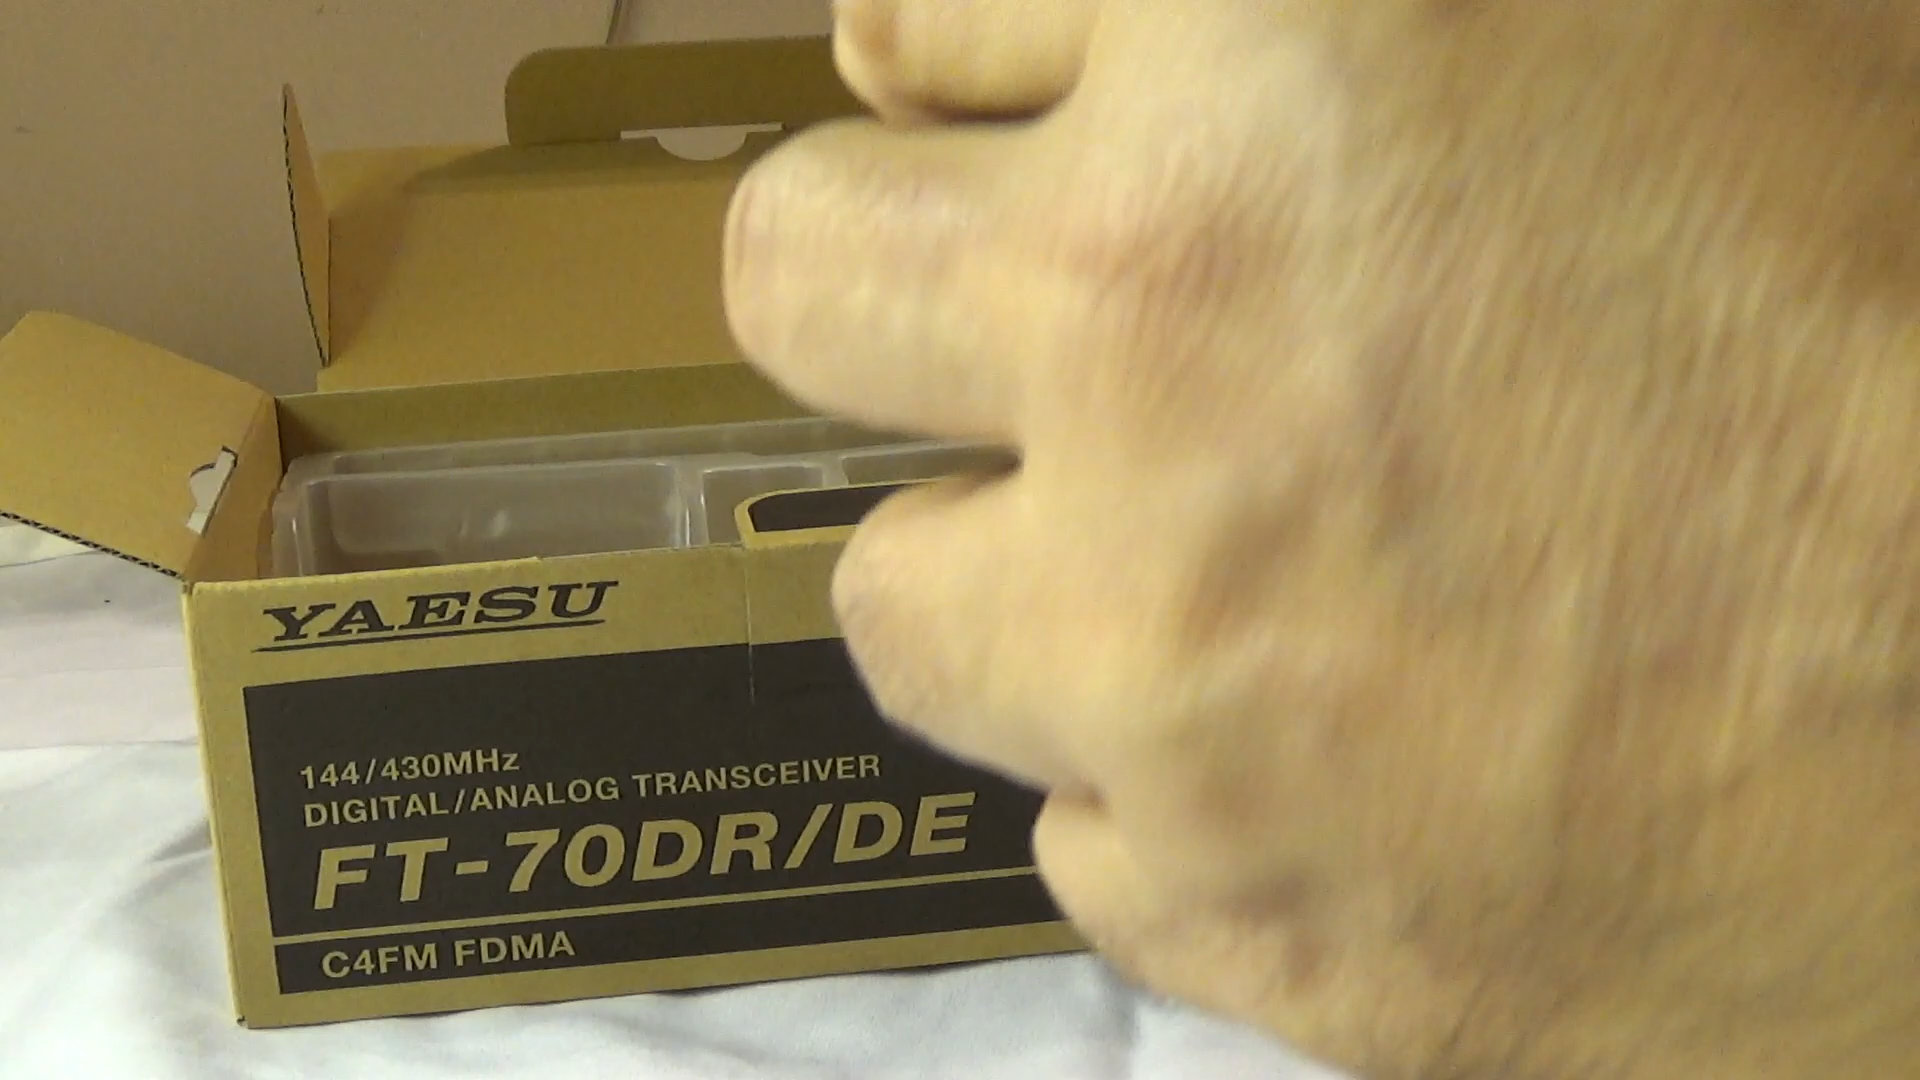 YAESU
144/430MHz
DIGITAL/ANALOG TRANSCEIVER
FT-70DR/DE
C4FM FDMA